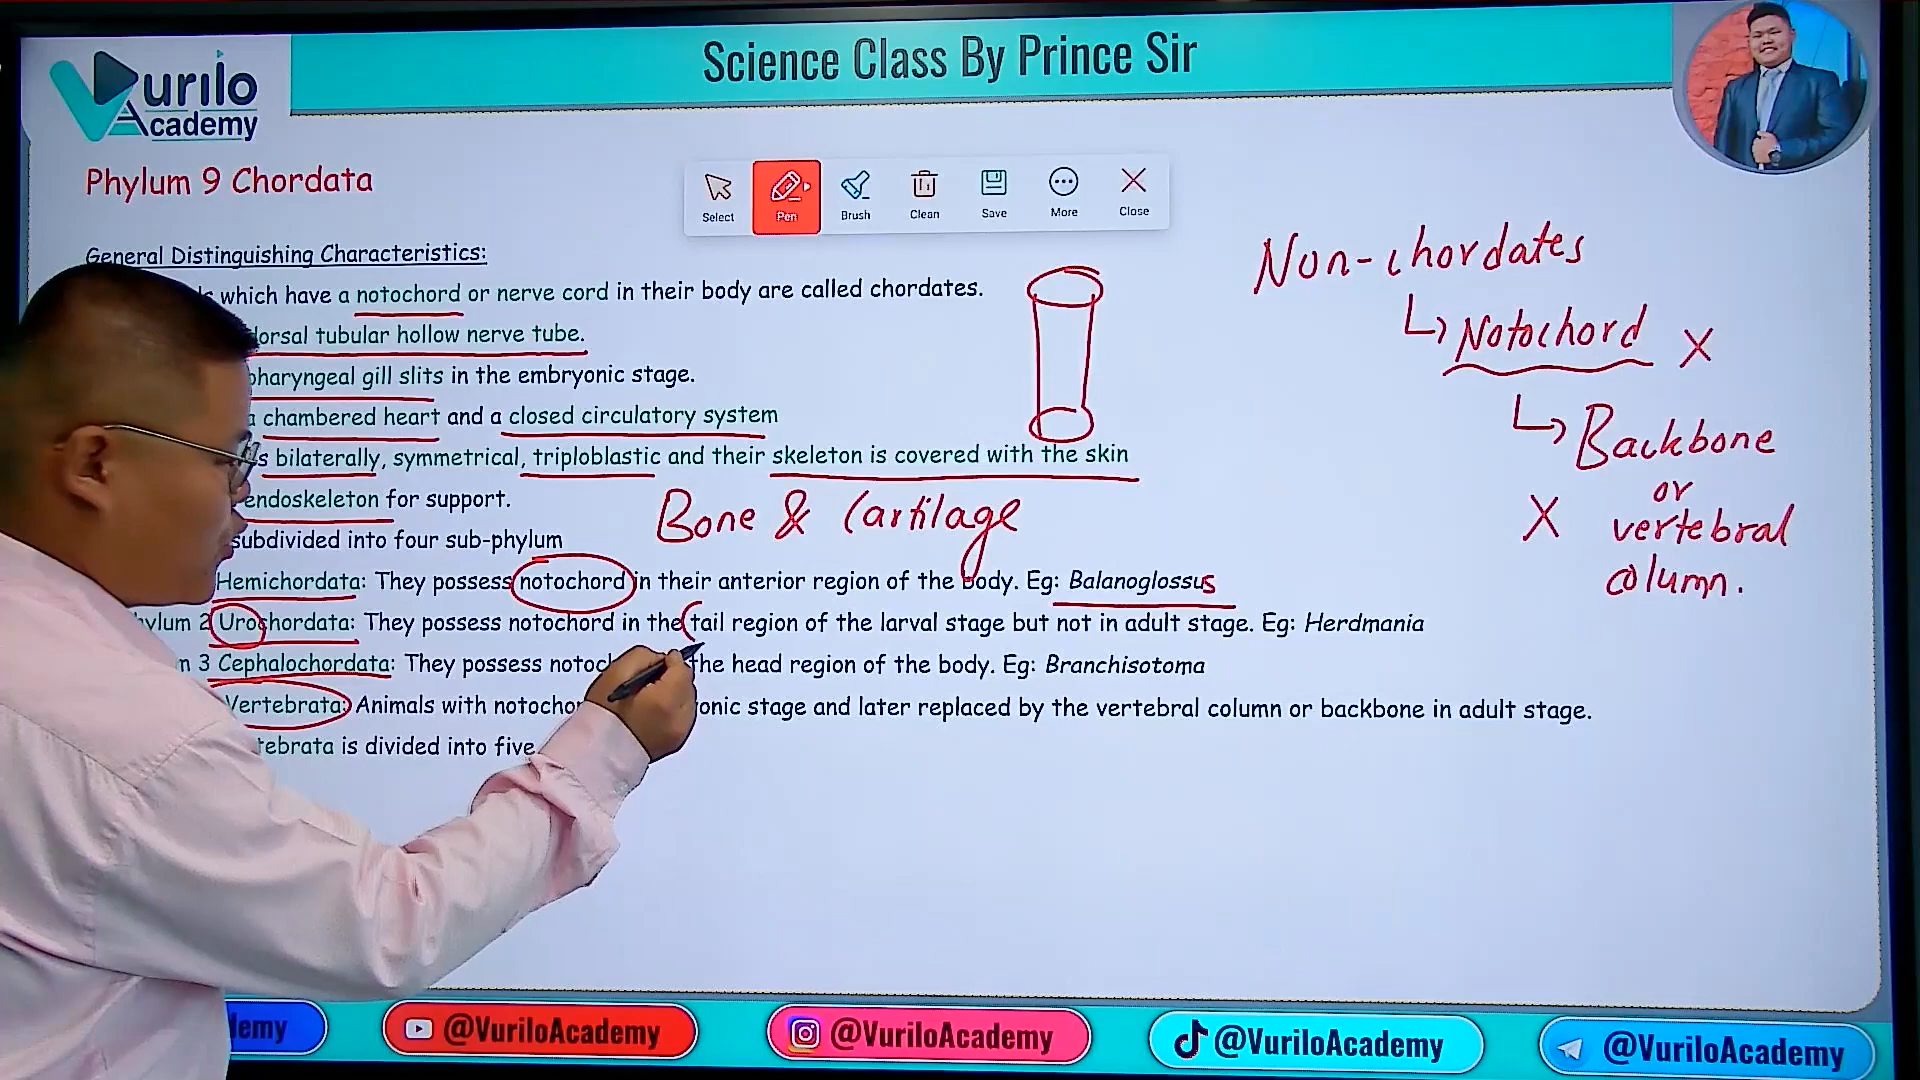 Vurilo Academy
Science Class By Prince Sir
Phylum 9 Chordata
Select Pen Brush Clean Save More Close
General Distinguishing Characteristics:
which have a notochord or nerve cord in their body are called chordates.
dorsal tubular hollow nerve tube.
pharyngeal gill slits in the embryonic stage.
a chambered heart and a closed circulatory system
bilaterally, symmetrical, triploblastic and their skeleton is covered with the skin
endoskeleton for support.
Bone & Cartilage
subdivided into four sub-phylum
Hemichordata: They possess notochord in their anterior region of the body. Eg: Balanoglossus
2 Urochordata: They possess notochord in the tail region of the larval stage but not in adult stage. Eg: Herdmania
3 Cephalochordata: They possess the head region of the body. Eg: Branchisotoma
Vertebrata: Animals with stage and later replaced by the vertebral column or backbone in adult stage.
is divided into five
Non-chordates
Notochord X
Backbone
or
X vertebral
column.
@VuriloAcademy
@VuriloAcademy
@VuriloAcademy
@VuriloAcademy